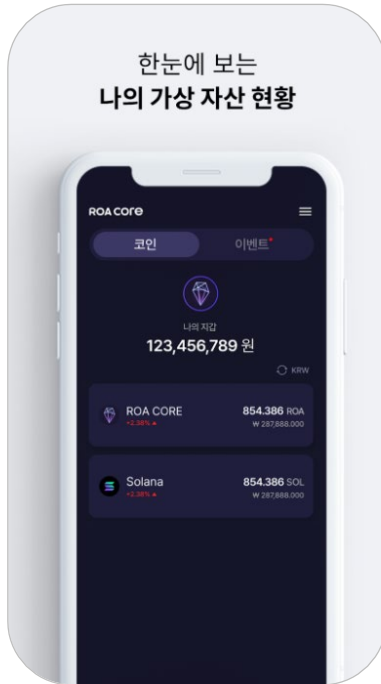 한눈에 보는
나의 가상 자산 현황
ROA CORE
코인 이벤트
나의 지갑
123,456,789 원
KRW
ROA CORE 854.386 ROA
+2.38% ▲ ₩ 287,888.000
Solana 854.386 SOL
+2.38% ▲ ₩ 287,888.000